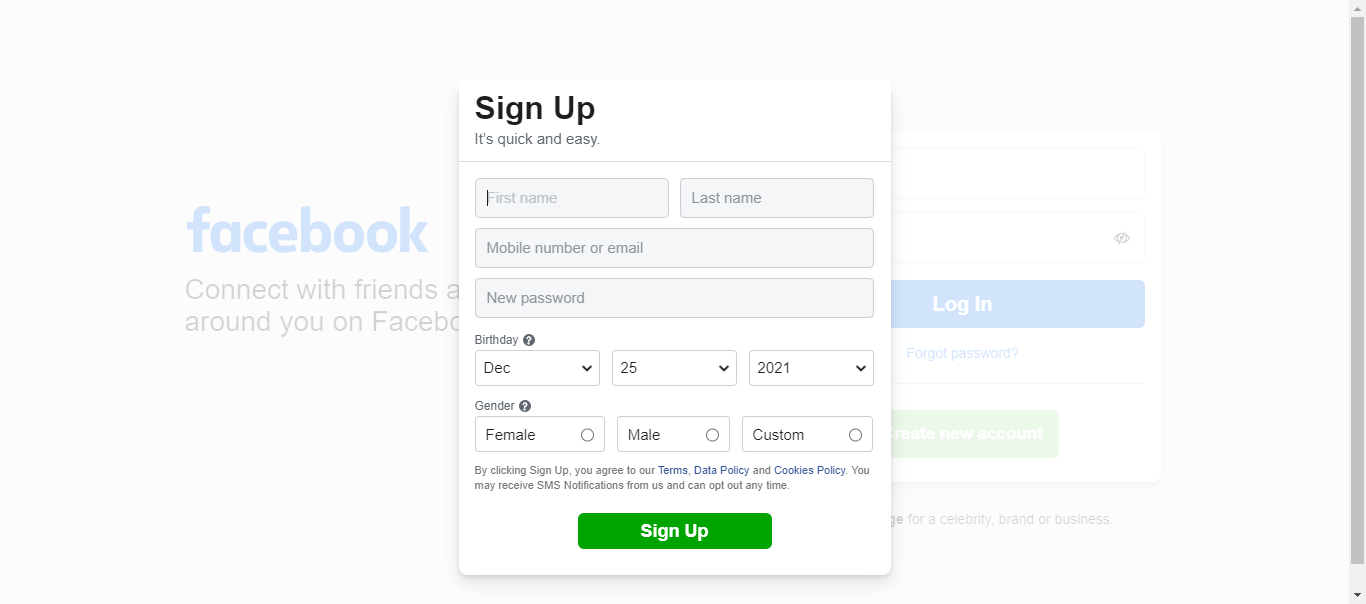 Sign Up
It's quick and easy.
First name
Last name
Mobile number or email
New password
Birthday
Dec
25
2021
Gender
Female
Male
Custom
By clicking Sign Up, you agree to our Terms, Data Policy and Cookies Policy. You
may receive SMS Notifications from us and can opt out any time.
Sign Up
facebook
Connect with friends
around you on
Log In
Forgot password?
new account
for a celebrity, brand or business.